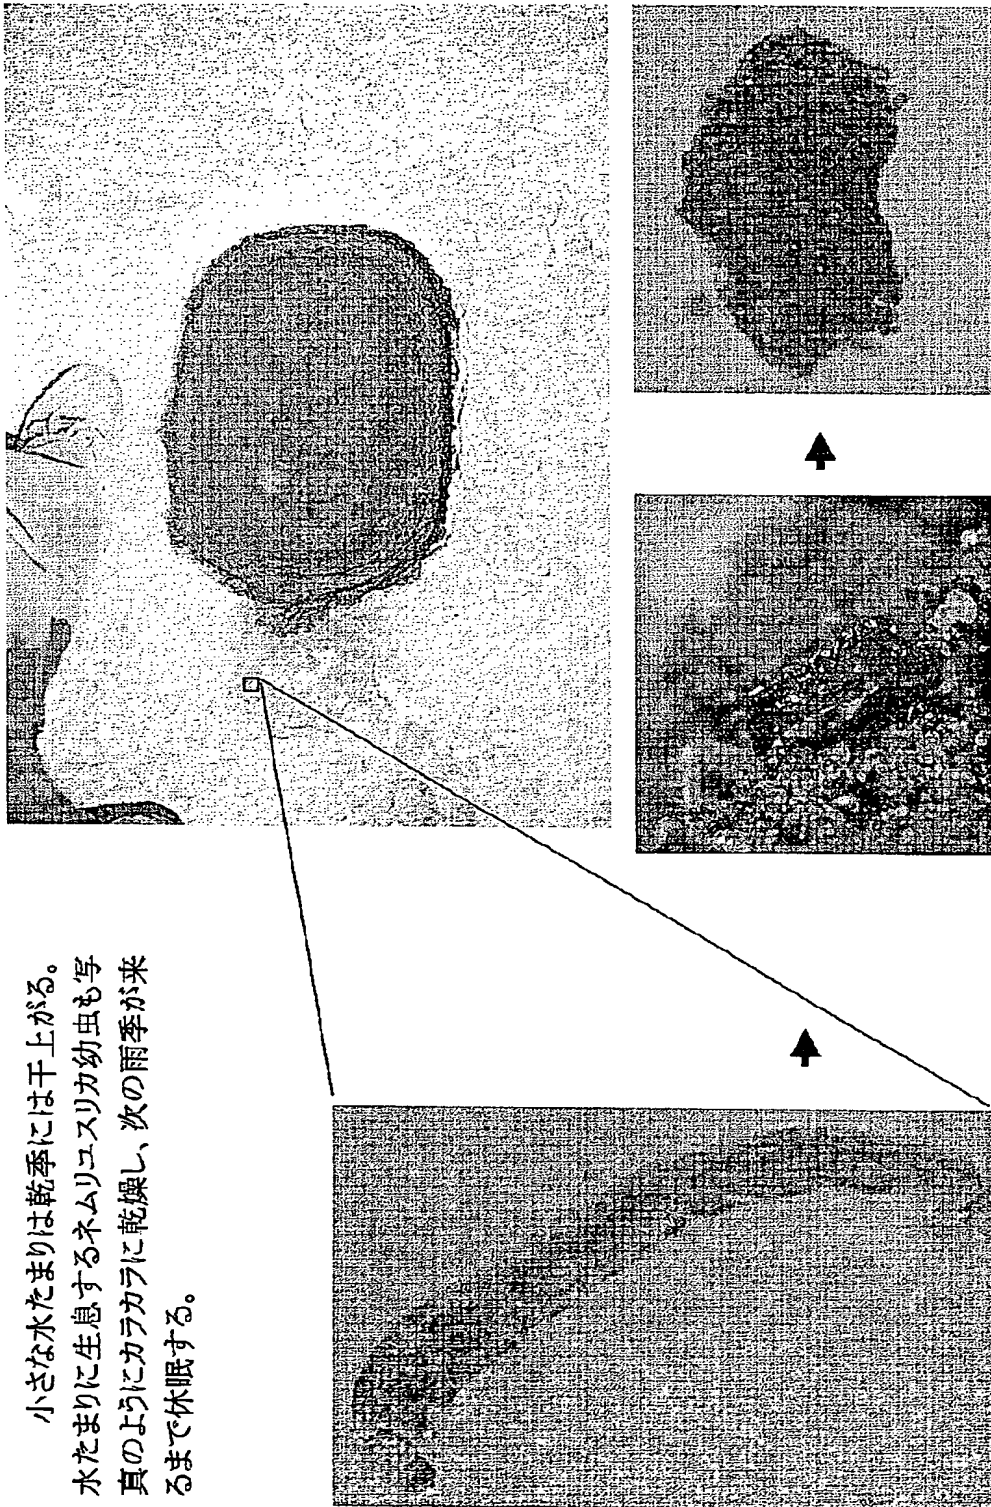 小さな水たまりは乾季には干上がる。
水たまりに生息するネムリユスリカ幼虫も写
真のようにカラカラに乾燥し、次の雨季が来
るまで休眠する。